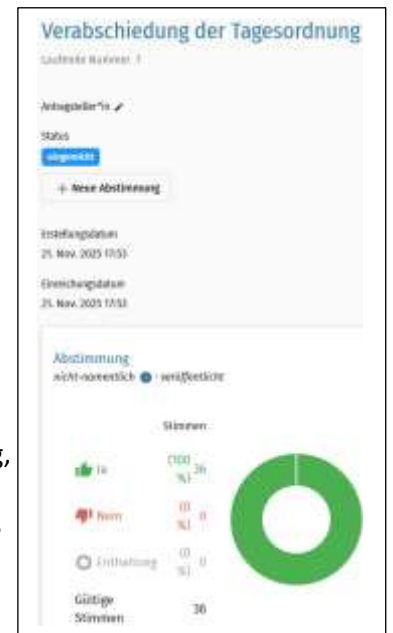 Verabschiedung der Tagesordnung
Laufende Nummer 1
Antragsteller*in
Status
eingereicht
+ Neue Abstimmung
Erstellungsdatum
21. Nov. 2025 17:53
Einreichungsdatum
21. Nov. 2025 17:53
Abstimmung
nicht-namentlich · veröffentlicht
Stimmen
Ja (100 %) 36
Nein (0 %) 0
Enthaltung (0 %) 0
Gültige Stimmen 36